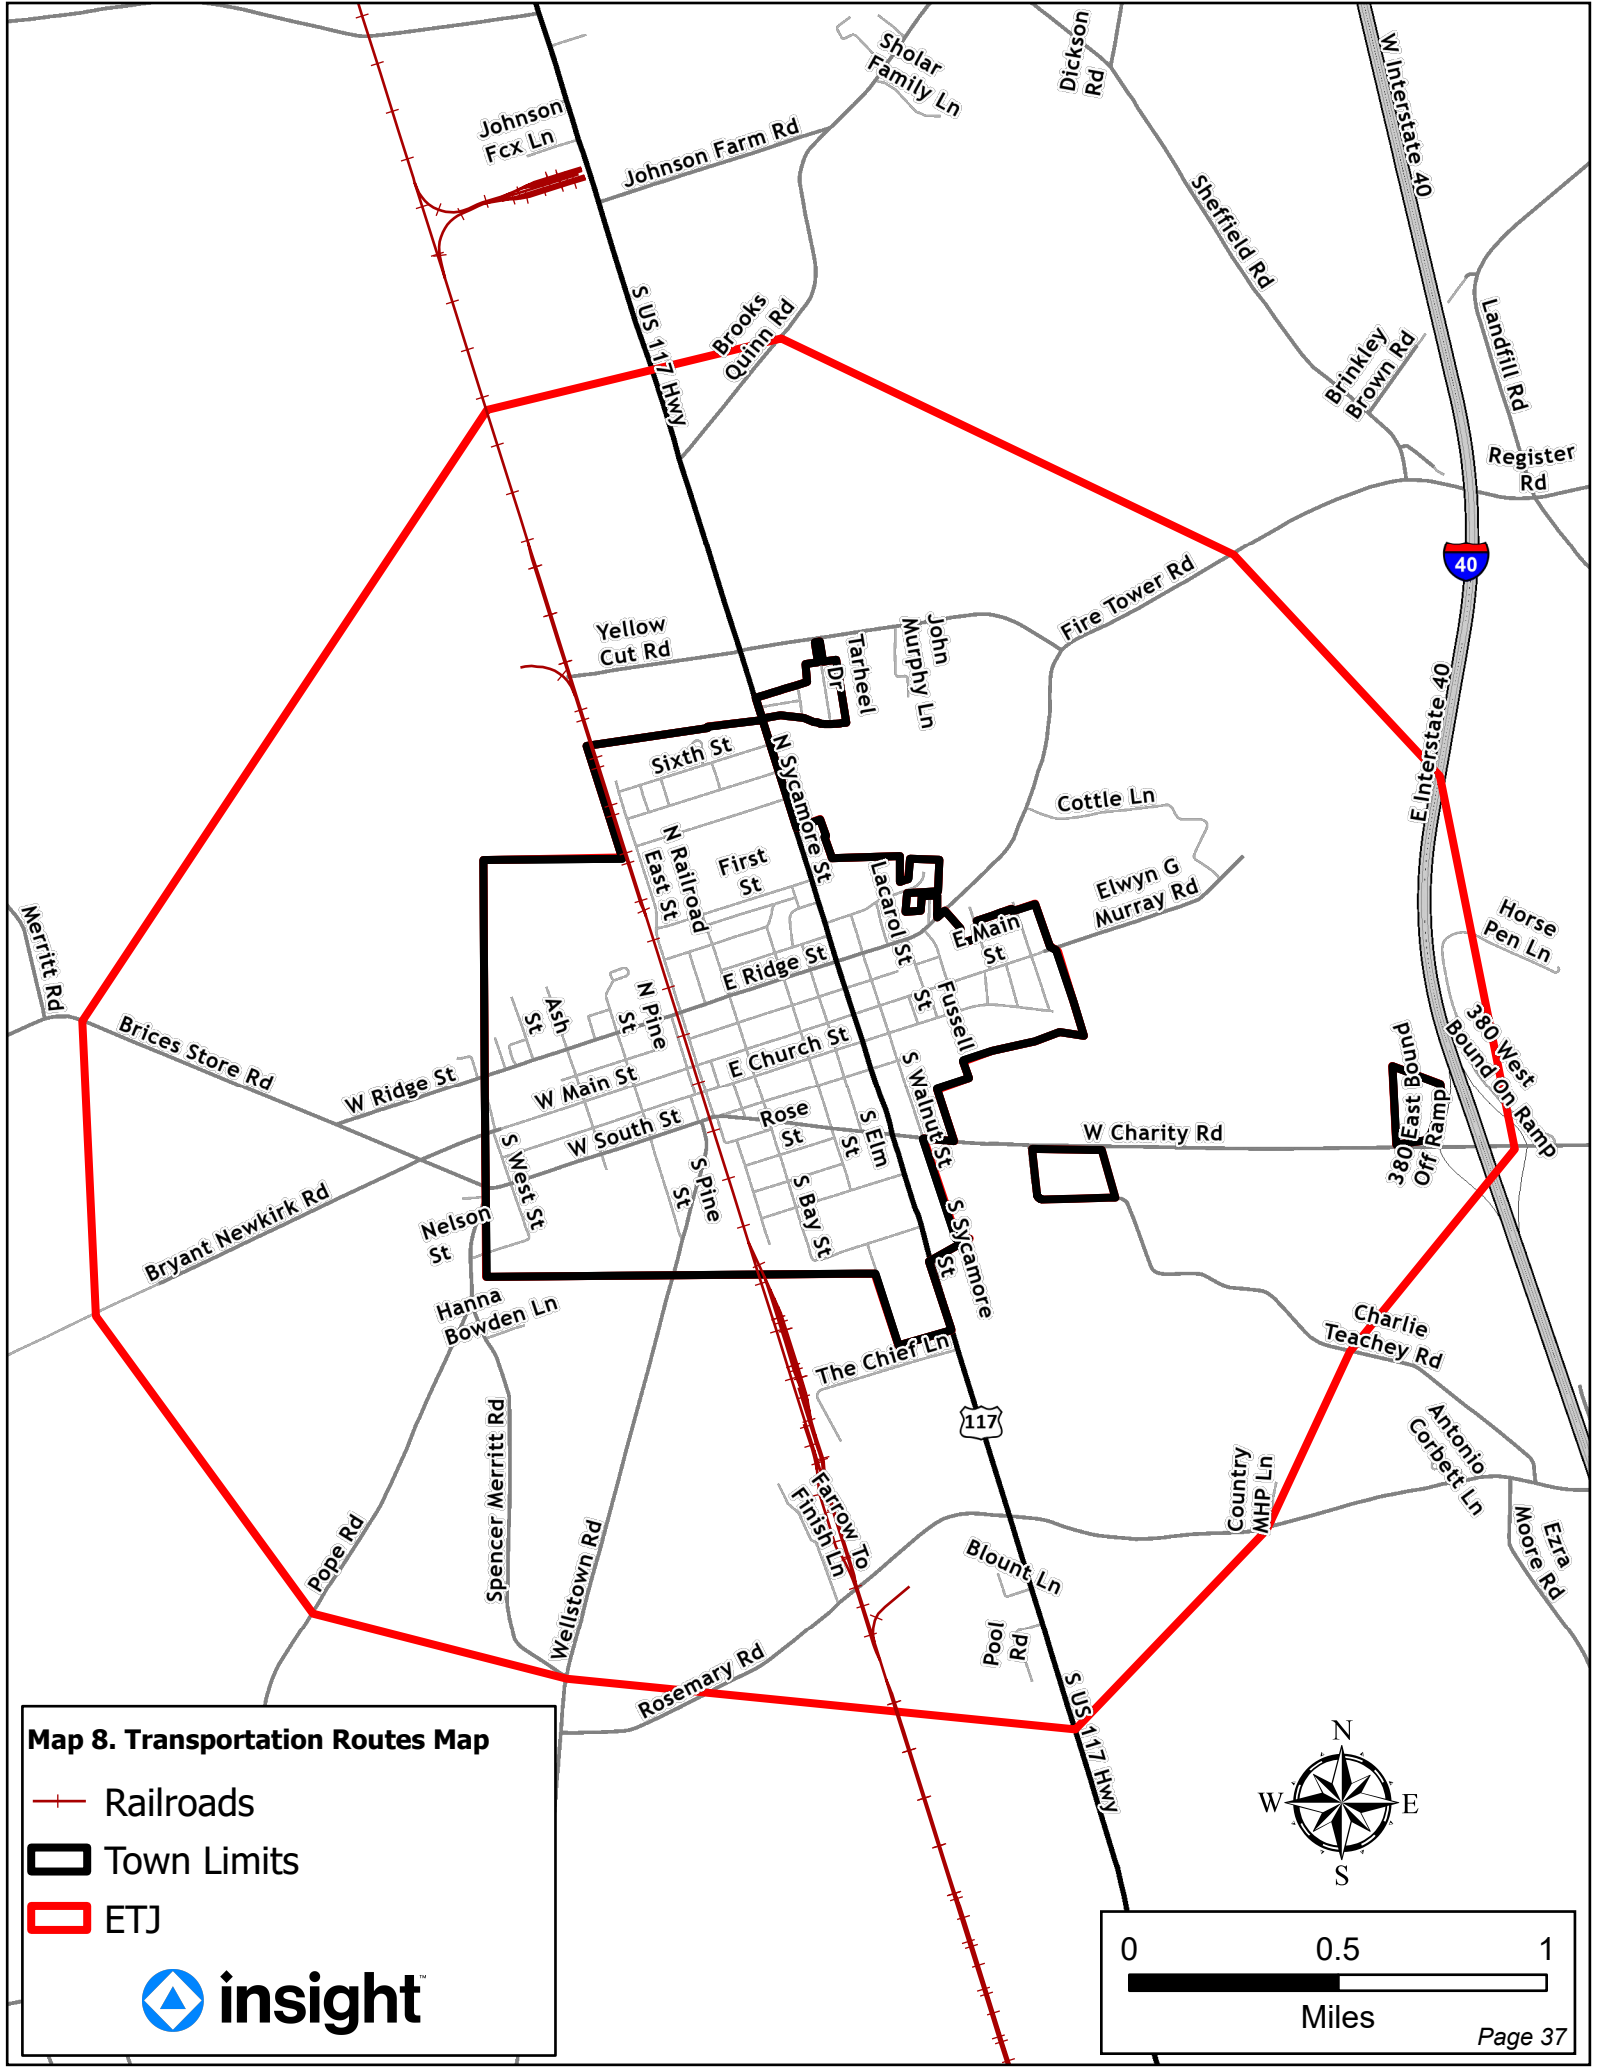 Sholar
Family Ln
Dickson
Rd
W Interstate 40
Johnson
Fcx Ln
Johnson Farm Rd
Sheffield Rd
S US 117 Hwy
Brooks
Quinn Rd
Brinkley
Brown Rd
Landfill Rd
Register
Rd
40
Fire Tower Rd
Yellow
Cut Rd
Tarheel
Dr
John
Murphy Ln
E Interstate 40
Sixth St
N Sycamore St
Cottle Ln
N Railroad
East St
First
St
Lacarol St
Elwyn G
Murray Rd
E Main
St
Horse
Pen Ln
Merritt Rd
E Ridge St
Ash
St
N Pine
St
Fussell
St
Brices Store Rd
E Church St
380 West
Bound On Ramp
380 East Bound
Off Ramp
W Ridge St
W Main St
S Walnut St
Rose
St
W South St
S Elm
St
W Charity Rd
S West St
S Pine
St
S Bay St
Bryant Newkirk Rd
Nelson
St
S Sycamore
St
Hanna
Bowden Ln
The Chief Ln
Charlie
Teachey Rd
117
Spencer Merritt Rd
Antonio
Corbett Ln
Country
MHP Ln
Farrow To
Finish Ln
Pope Rd
Wellstown Rd
Blount Ln
Ezra
Moore Rd
Pool
Rd
Rosemary Rd
S US 117 Hwy
Map 8. Transportation Routes Map
Railroads
Town Limits
ETJ
insight™
N
W E
S
0 0.5 1
Miles
Page 37